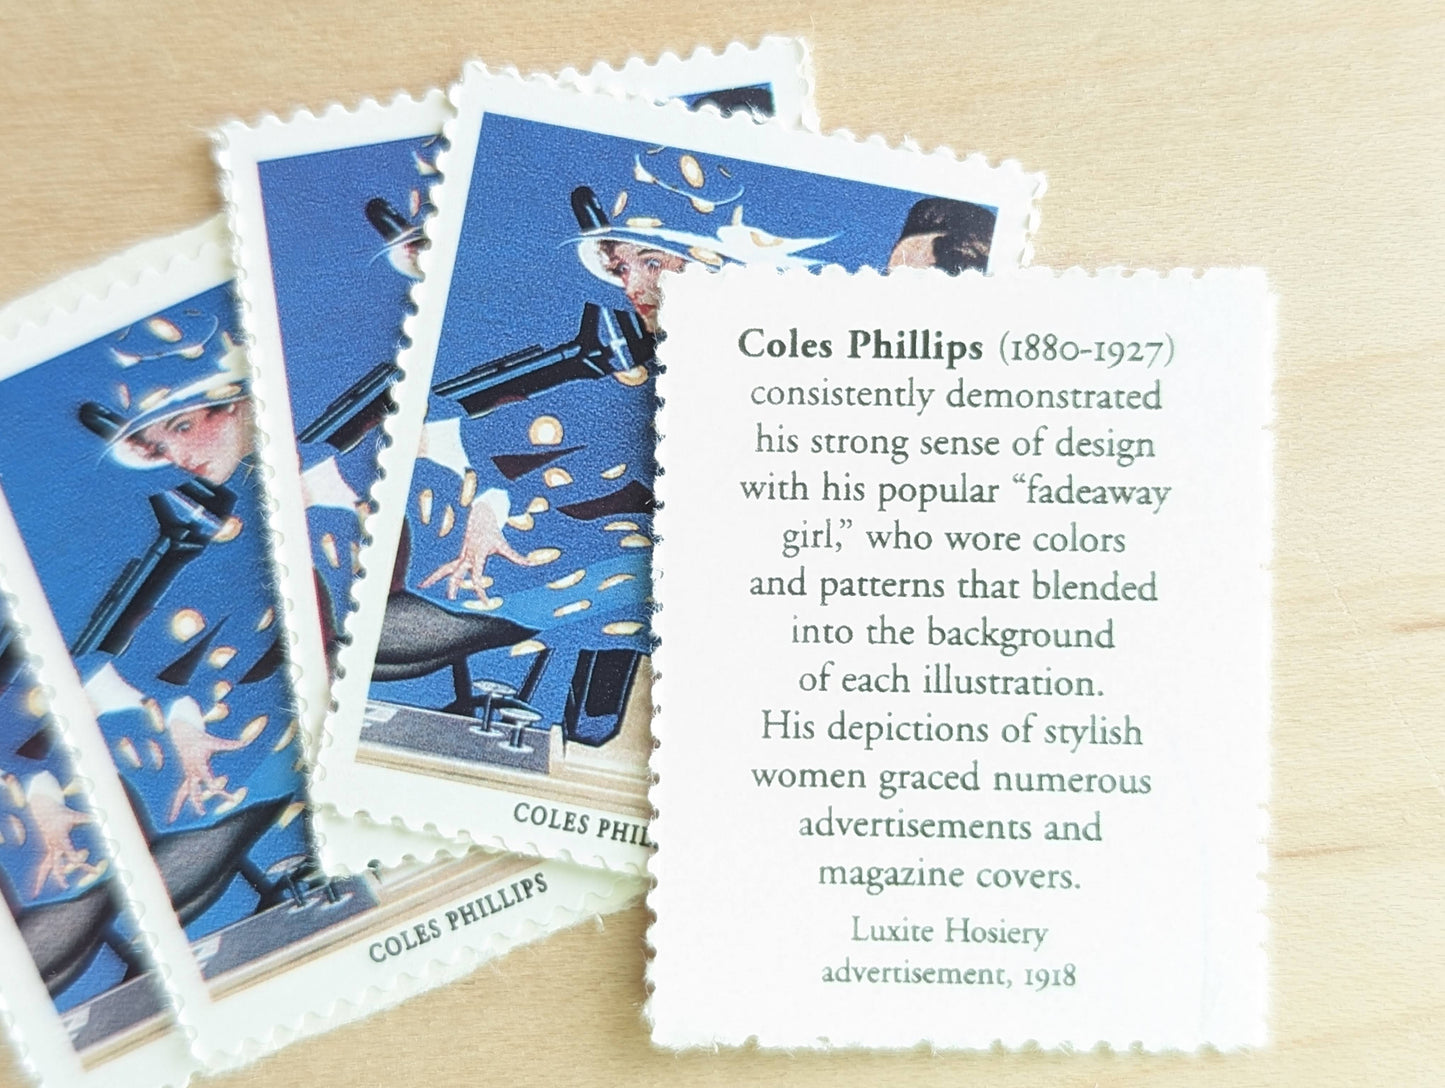 Coles Phillips (1880-1927)
consistently demonstrated
his strong sense of design
with his popular “fadeaway
girl,” who wore colors
and patterns that blended
into the background
of each illustration.
His depictions of stylish
women graced numerous
advertisements and
magazine covers.
Luxite Hosiery
advertisement, 1918
COLES PHIL
COLES PHILLIPS